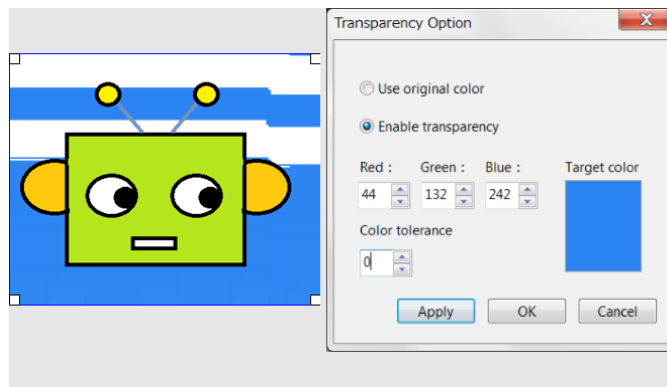 Transparency Option
Use original color
Enable transparency
Red :
Green :
Blue :
Target color
44
132
242
Color tolerance
0
Apply
OK
Cancel